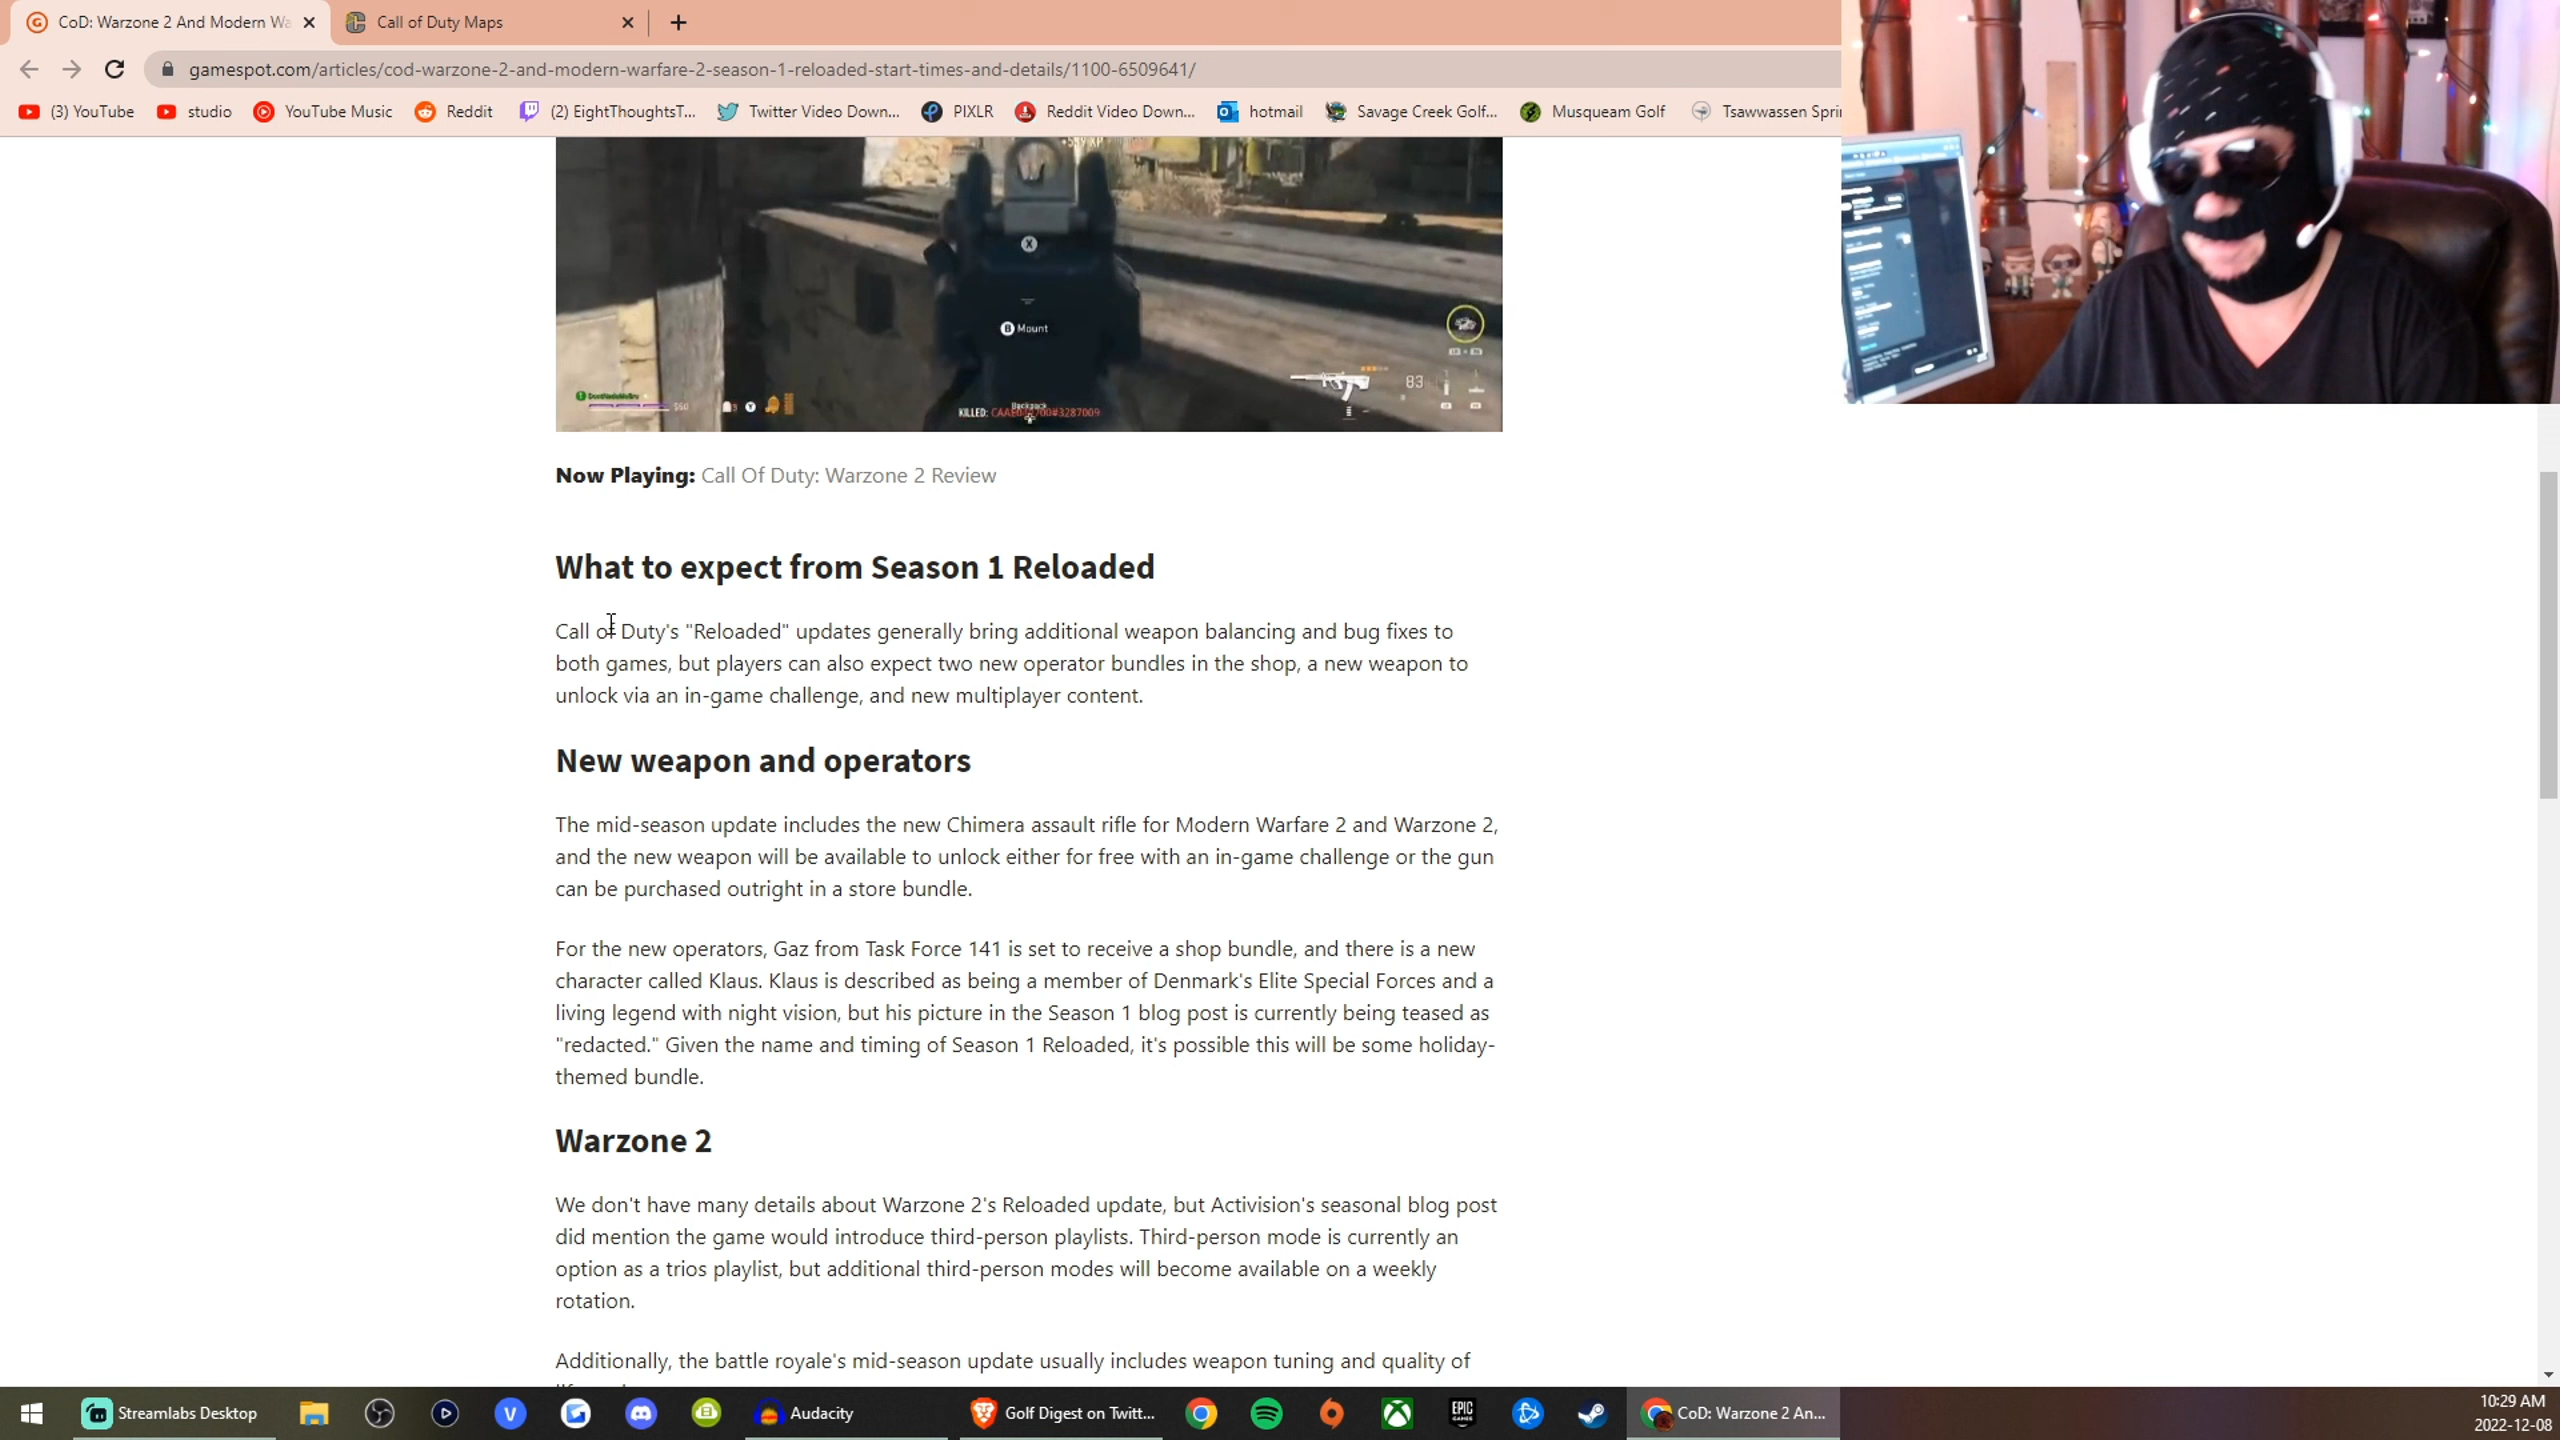 CoD: Warzone 2 And Modern Wa
Call of Duty Maps
gamespot.com/articles/cod-warzone-2-and-modern-warfare-2-season-1-reloaded-start-times-and-details/1100-6509641/
(3) YouTube studio YouTube Music Reddit (2) EightThoughtsT... Twitter Video Down... PIXLR Reddit Video Down... hotmail Savage Creek Golf... Musqueam Golf Tsawwassen Sprin
X
B Mount
83
$60
Backpack
KILLED:
Now Playing: Call Of Duty: Warzone 2 Review
What to expect from Season 1 Reloaded
Call of Duty's "Reloaded" updates generally bring additional weapon balancing and bug fixes to
both games, but players can also expect two new operator bundles in the shop, a new weapon to
unlock via an in-game challenge, and new multiplayer content.
New weapon and operators
The mid-season update includes the new Chimera assault rifle for Modern Warfare 2 and Warzone 2,
and the new weapon will be available to unlock either for free with an in-game challenge or the gun
can be purchased outright in a store bundle.
For the new operators, Gaz from Task Force 141 is set to receive a shop bundle, and there is a new
character called Klaus. Klaus is described as being a member of Denmark's Elite Special Forces and a
living legend with night vision, but his picture in the Season 1 blog post is currently being teased as
"redacted." Given the name and timing of Season 1 Reloaded, it's possible this will be some holiday-
themed bundle.
Warzone 2
We don't have many details about Warzone 2's Reloaded update, but Activision's seasonal blog post
did mention the game would introduce third-person playlists. Third-person mode is currently an
option as a trios playlist, but additional third-person modes will become available on a weekly
rotation.
Additionally, the battle royale's mid-season update usually includes weapon tuning and quality of
Streamlabs Desktop
Audacity
Golf Digest on Twitt...
EPIC GAMES
CoD: Warzone 2 An...
10:29 AM
2022-12-08